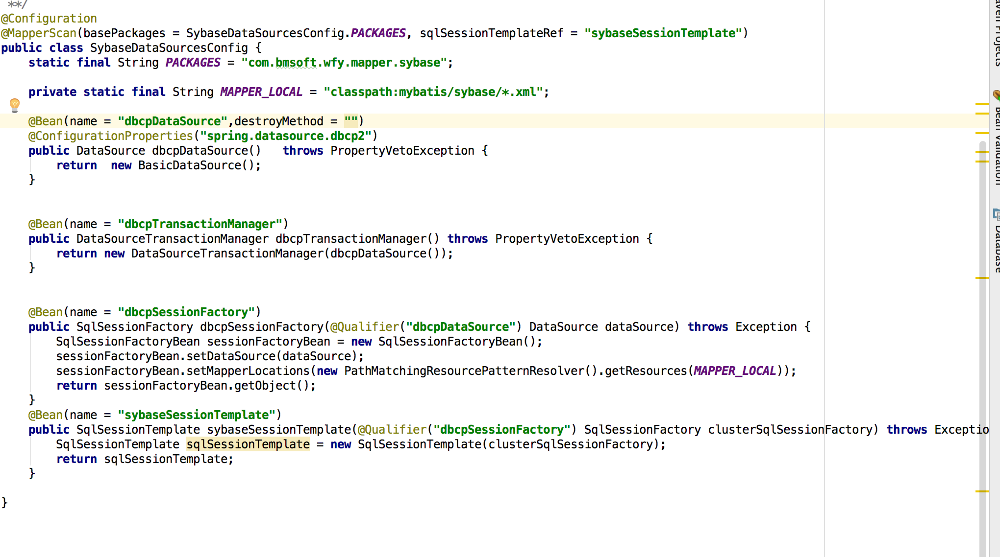 **/
@Configuration
@MapperScan(basePackages = SybaseDataSourcesConfig.PACKAGES, sqlSessionTemplateRef = "sybaseSessionTemplate")
public class SybaseDataSourcesConfig {
    static final String PACKAGES = "com.bmsoft.wfy.mapper.sybase";
    private static final String MAPPER_LOCAL = "classpath:mybatis/sybase/*.xml";
    @Bean(name = "dbcpDataSource",destroyMethod = "")
    @ConfigurationProperties("spring.datasource.dbcp2")
    public DataSource dbcpDataSource()   throws PropertyVetoException {
        return  new BasicDataSource();
    }
    @Bean(name = "dbcpTransactionManager")
    public DataSourceTransactionManager dbcpTransactionManager() throws PropertyVetoException {
        return new DataSourceTransactionManager(dbcpDataSource());
    }
    @Bean(name = "dbcpSessionFactory")
    public SqlSessionFactory dbcpSessionFactory(@Qualifier("dbcpDataSource") DataSource dataSource) throws Exception {
        SqlSessionFactoryBean sessionFactoryBean = new SqlSessionFactoryBean();
        sessionFactoryBean.setDataSource(dataSource);
        sessionFactoryBean.setMapperLocations(new PathMatchingResourcePatternResolver().getResources(MAPPER_LOCAL));
        return sessionFactoryBean.getObject();
    }
    @Bean(name = "sybaseSessionTemplate")
    public SqlSessionTemplate sybaseSessionTemplate(@Qualifier("dbcpSessionFactory") SqlSessionFactory clusterSqlSessionFactory) throws Exceptio
        SqlSessionTemplate sqlSessionTemplate = new SqlSessionTemplate(clusterSqlSessionFactory);
        return sqlSessionTemplate;
    }
}
aven Projects
Bean Validation
Database